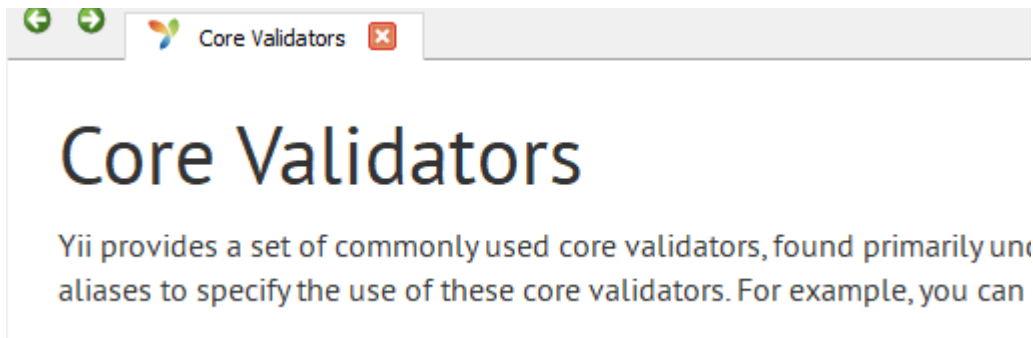 Core Validators
Core Validators
Yii provides a set of commonly used core validators, found primarily
aliases to specify the use of these core validators. For example, you can